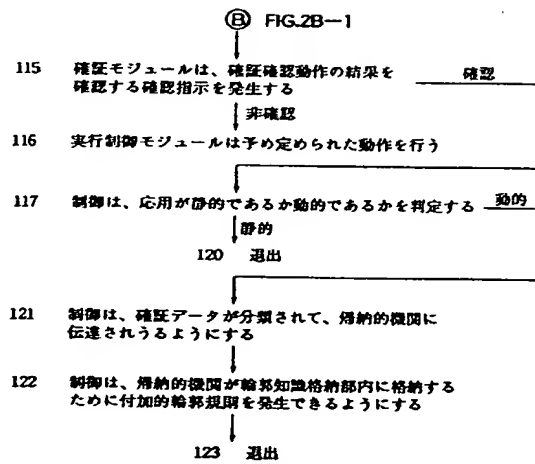 B FIG.2B-1
115 確証モジュールは、確証確認動作の結果を
確認する確認指示を発生する
確認
非確認
116 実行制御モジュールは予め定められた動作を行う
117 制御は、応用が静的であるか動的であるかを判定する
動的
静的
120 退出
121 制御は、確証データが分類されて、帰納的機関に
伝達されうるようにする
122 制御は、帰納的機関が輪郭知識格納部内に格納する
ために付加的輪郭規則を発生できるようにする
123 退出